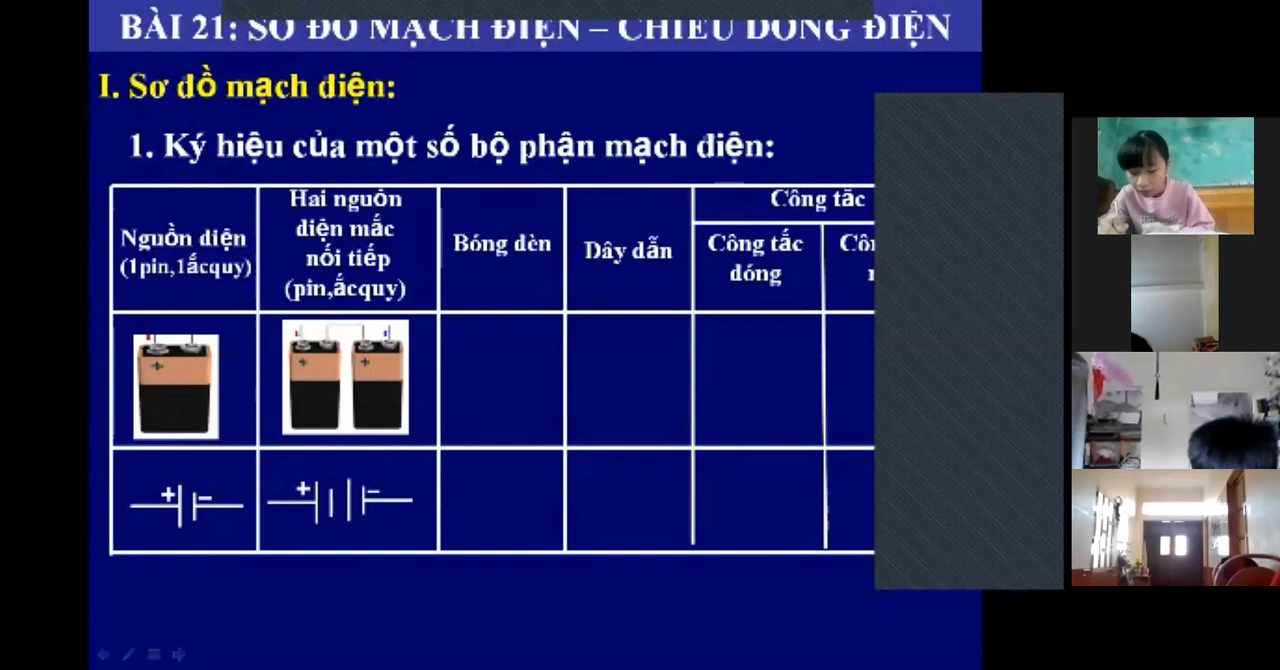 BÀI 21: SƠ ĐỒ MẠCH ĐIỆN – CHIỀU DÒNG ĐIỆN
I. Sơ đồ mạch điện:
1. Ký hiệu của một số bộ phận mạch điện:
Nguồn điện
(1pin,1ắcquy)
Hai nguồn
điện mắc
nối tiếp
(pin,ắcquy)
Bóng đèn
Dây dẫn
Công tắc
Công tắc
đóng
+
+ +
+ –
+ –